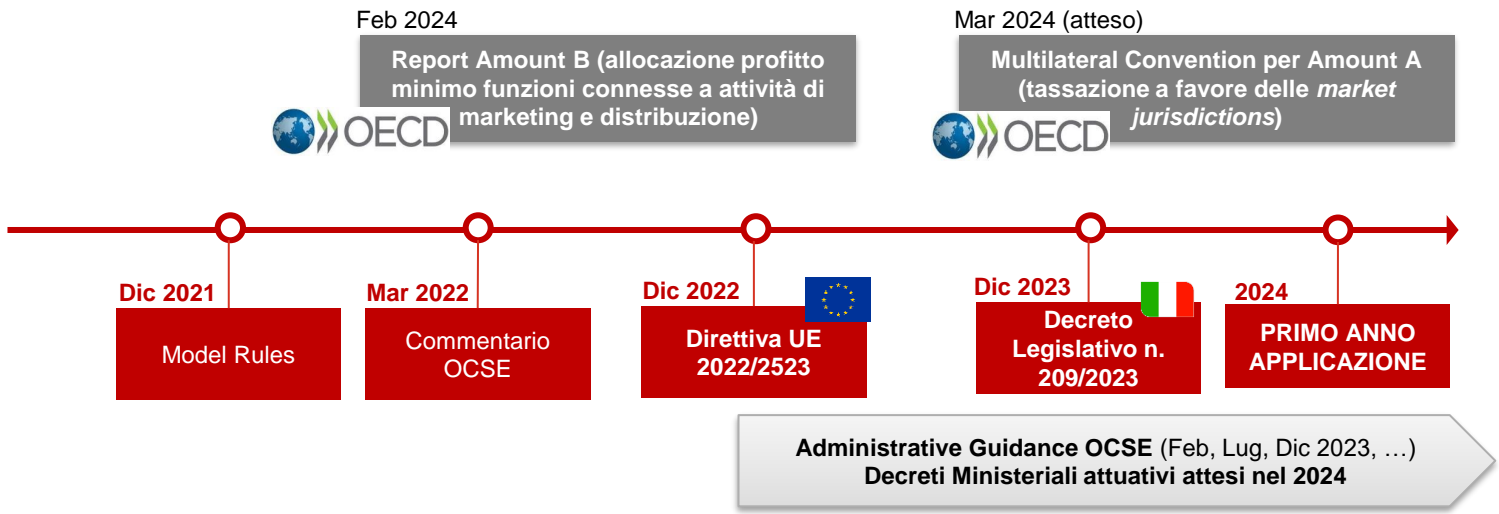 Feb 2024
Report Amount B (allocazione profitto
minimo funzioni connesse a attività di
marketing e distribuzione)
OECD
Mar 2024 (atteso)
Multilateral Convention per Amount A
(tassazione a favore delle market
jurisdictions)
OECD
Dic 2021
Model Rules
Mar 2022
Commentario
OCSE
Dic 2022
Direttiva UE
2022/2523
Dic 2023
Decreto
Legislativo n.
209/2023
2024
PRIMO ANNO
APPLICAZIONE
Administrative Guidance OCSE (Feb, Lug, Dic 2023, …)
Decreti Ministeriali attuativi attesi nel 2024